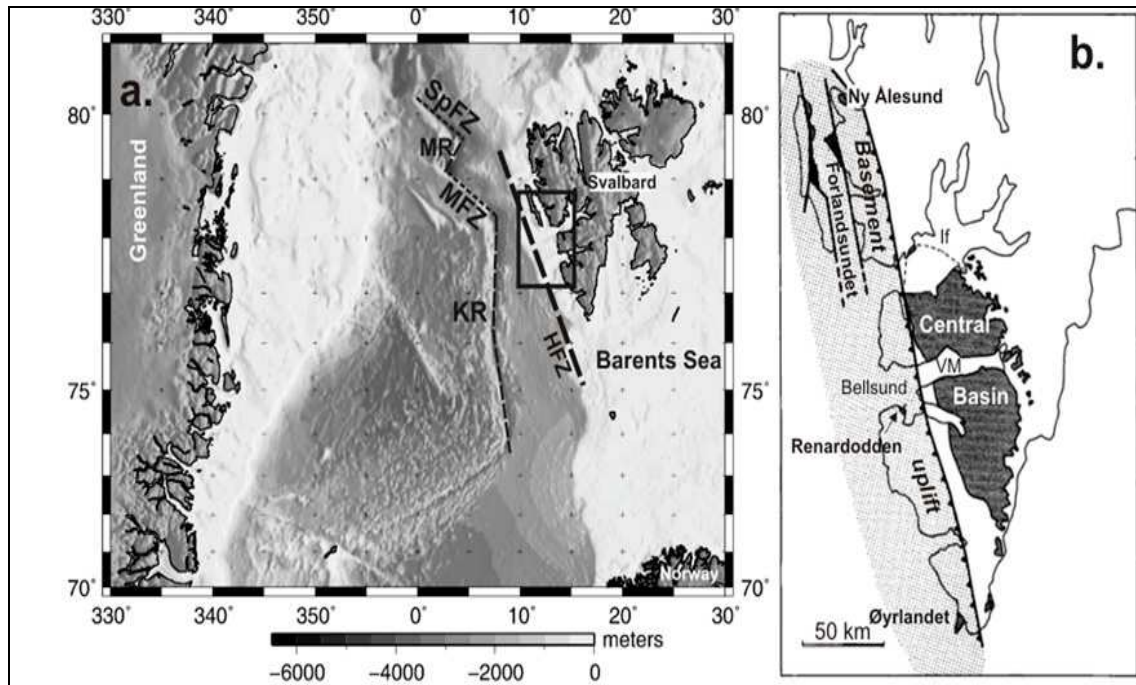 330° 340° 350° 0° 10° 20° 30°
a.
80°
75°
70°
80°
75°
70°
Greenland
SpFZ
MR
MFZ
KR
HFZ
Svalbard
Barents Sea
Norway
330° 340° 350° 0° 10° 20° 30°
meters
−6000 −4000 −2000 0
b.
Ny Ålesund
Basement
Forlandsundet
If
Central
VM
Bellsund
Basin
Renardodden
uplift
Øyrlandet
50 km